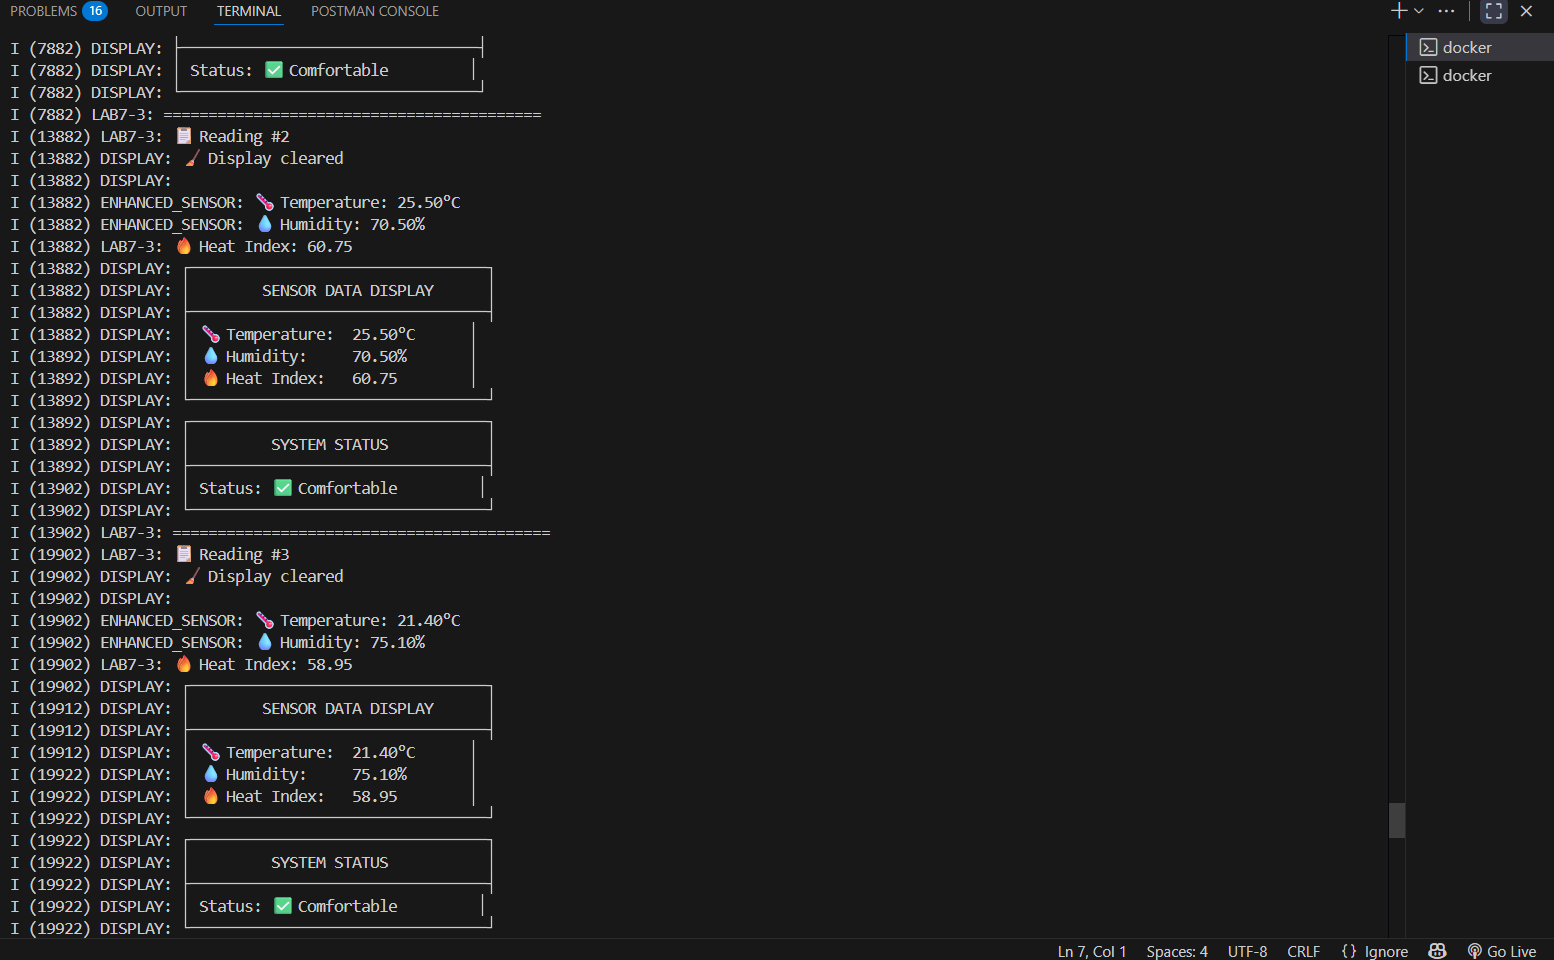 PROBLEMS 16 OUTPUT TERMINAL POSTMAN CONSOLE
docker
docker
I (7882) DISPLAY:
I (7882) DISPLAY: Status: ✅ Comfortable
I (7882) DISPLAY:
I (7882) LAB7-3: ==========================================
I (13882) LAB7-3: 📋 Reading #2
I (13882) DISPLAY: 🧹 Display cleared
I (13882) DISPLAY:
I (13882) ENHANCED_SENSOR: 🌡️ Temperature: 25.50°C
I (13882) ENHANCED_SENSOR: 💧 Humidity: 70.50%
I (13882) LAB7-3: 🔥 Heat Index: 60.75
I (13882) DISPLAY:
I (13882) DISPLAY: SENSOR DATA DISPLAY
I (13882) DISPLAY:
I (13882) DISPLAY: 🌡️ Temperature: 25.50°C
I (13892) DISPLAY: 💧 Humidity: 70.50%
I (13892) DISPLAY: 🔥 Heat Index: 60.75
I (13892) DISPLAY:
I (13892) DISPLAY:
I (13892) DISPLAY: SYSTEM STATUS
I (13892) DISPLAY:
I (13902) DISPLAY: Status: ✅ Comfortable
I (13902) DISPLAY:
I (13902) LAB7-3: ==========================================
I (19902) LAB7-3: 📋 Reading #3
I (19902) DISPLAY: 🧹 Display cleared
I (19902) DISPLAY:
I (19902) ENHANCED_SENSOR: 🌡️ Temperature: 21.40°C
I (19902) ENHANCED_SENSOR: 💧 Humidity: 75.10%
I (19902) LAB7-3: 🔥 Heat Index: 58.95
I (19902) DISPLAY:
I (19912) DISPLAY: SENSOR DATA DISPLAY
I (19912) DISPLAY:
I (19912) DISPLAY: 🌡️ Temperature: 21.40°C
I (19922) DISPLAY: 💧 Humidity: 75.10%
I (19922) DISPLAY: 🔥 Heat Index: 58.95
I (19922) DISPLAY:
I (19922) DISPLAY:
I (19922) DISPLAY: SYSTEM STATUS
I (19922) DISPLAY:
I (19922) DISPLAY: Status: ✅ Comfortable
I (19922) DISPLAY:
Ln 7, Col 1 Spaces: 4 UTF-8 CRLF {} Ignore Go Live